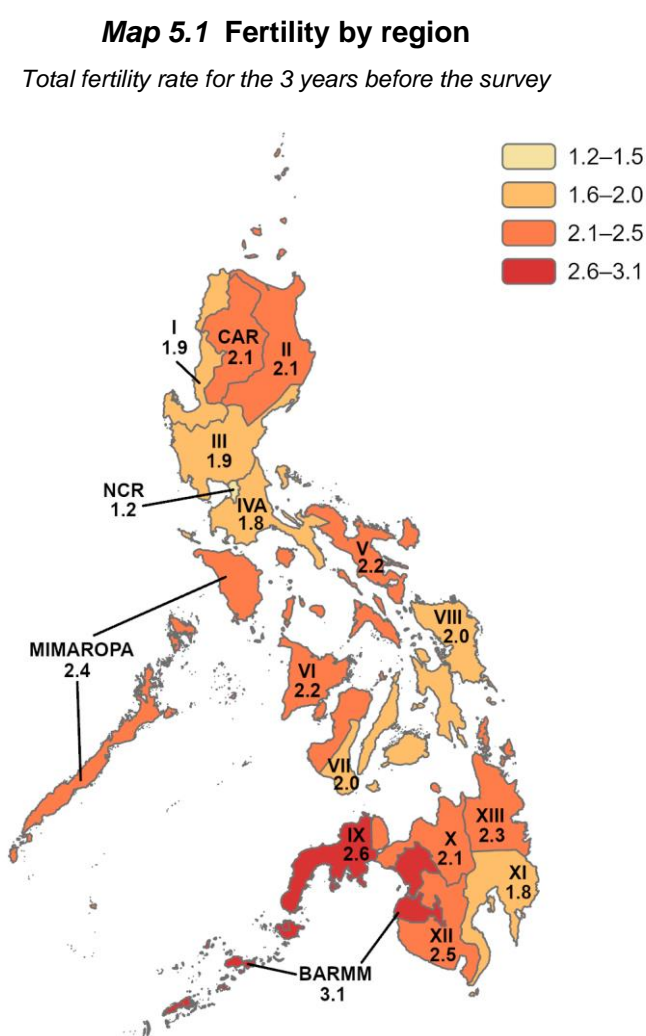 Map 5.1 Fertility by region
Total fertility rate for the 3 years before the survey
1.2–1.5
1.6–2.0
2.1–2.5
2.6–3.1
I
1.9
CAR
2.1
II
2.1
III
1.9
NCR
1.2
IVA
1.8
V
2.2
MIMAROPA
2.4
VIII
2.0
VI
2.2
VII
2.0
IX
2.6
X
2.1
XIII
2.3
XI
1.8
XII
2.5
BARMM
3.1